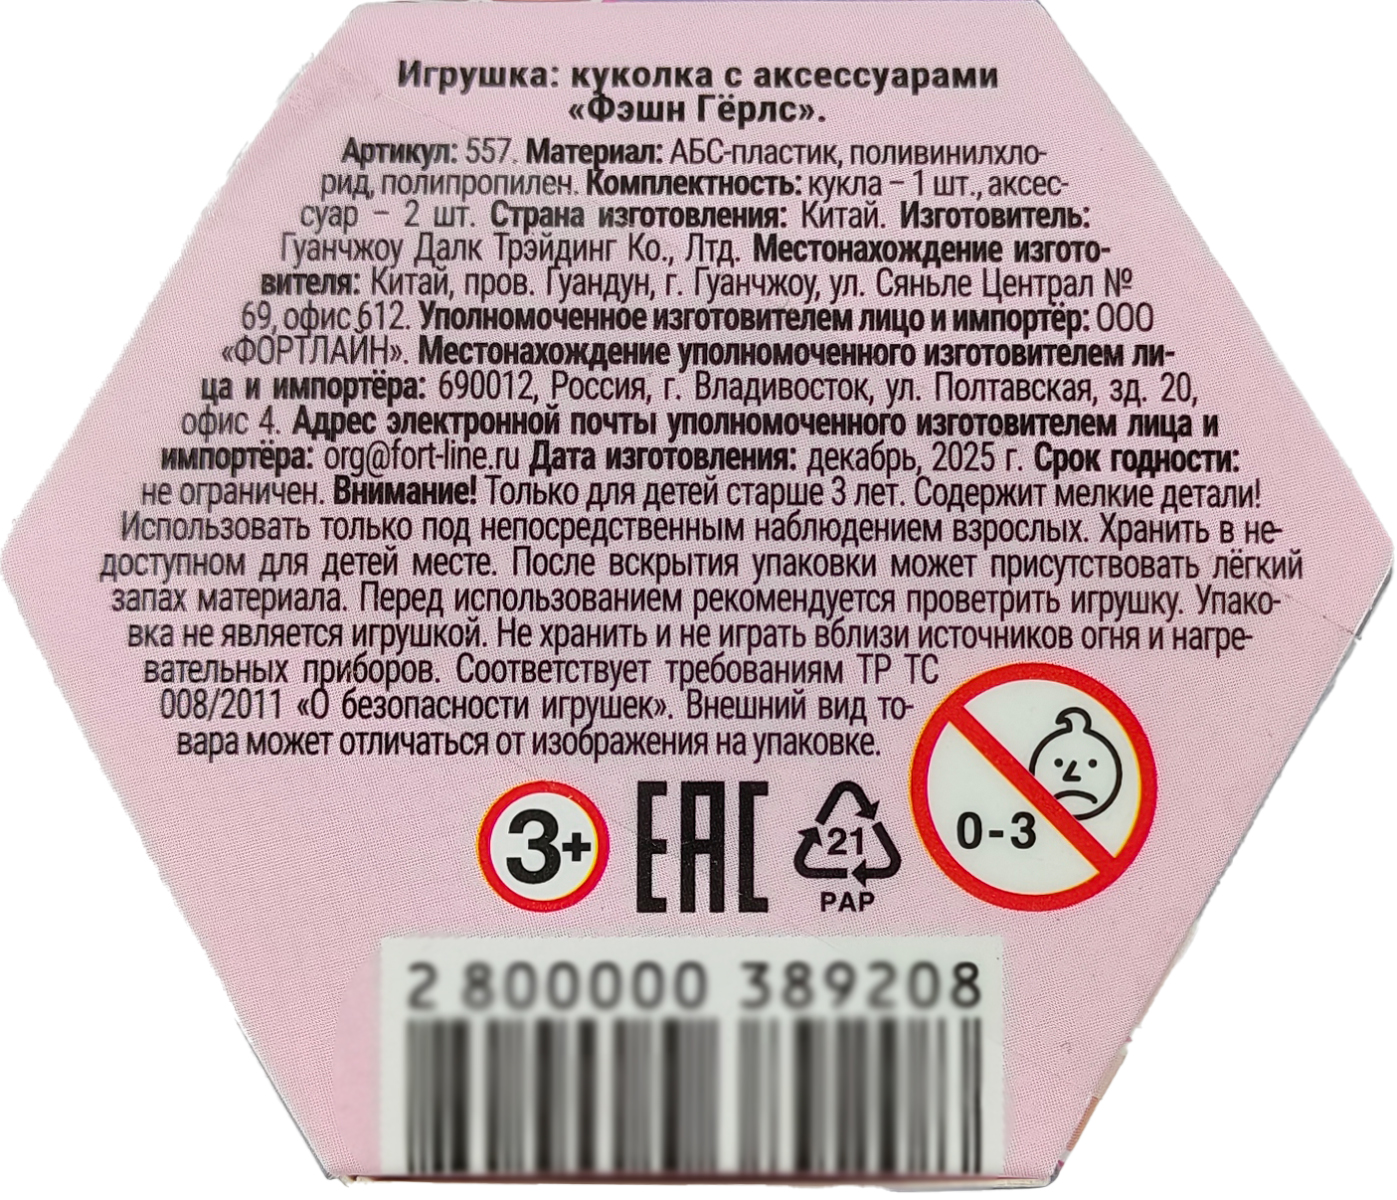 Игрушка: куколка с аксессуарами
«Фэшн Гёрлс».
Артикул: 557. Материал: АБС-пластик, поливинилхло-
рид, полипропилен. Комплектность: кукла – 1 шт., аксес-
суар – 2 шт. Страна изготовления: Китай. Изготовитель:
Гуанчжоу Далк Трэйдинг Ко., Лтд. Местонахождение изгото-
вителя: Китай, пров. Гуандун, г. Гуанчжоу, ул. Сяньле Централ №
69, офис 612. Уполномоченное изготовителем лицо и импортёр: ООО
«ФОРТЛАЙН». Местонахождение уполномоченного изготовителем ли-
ца и импортёра: 690012, Россия, г. Владивосток, ул. Полтавская, зд. 20,
офис 4. Адрес электронной почты уполномоченного изготовителем лица и
импортёра: org@fort-line.ru Дата изготовления: декабрь, 2025 г. Срок годности:
не ограничен. Внимание! Только для детей старше 3 лет. Содержит мелкие детали!
Использовать только под непосредственным наблюдением взрослых. Хранить в не-
доступном для детей месте. После вскрытия упаковки может присутствовать лёгкий
запах материала. Перед использованием рекомендуется проветрить игрушку. Упако-
вка не является игрушкой. Не хранить и не играть вблизи источников огня и нагре-
вательных приборов. Соответствует требованиям ТР ТС
008/2011 «О безопасности игрушек». Внешний вид то-
вара может отличаться от изображения на упаковке.
3+
EAC
21
PAP
0-3
2 800000 389208